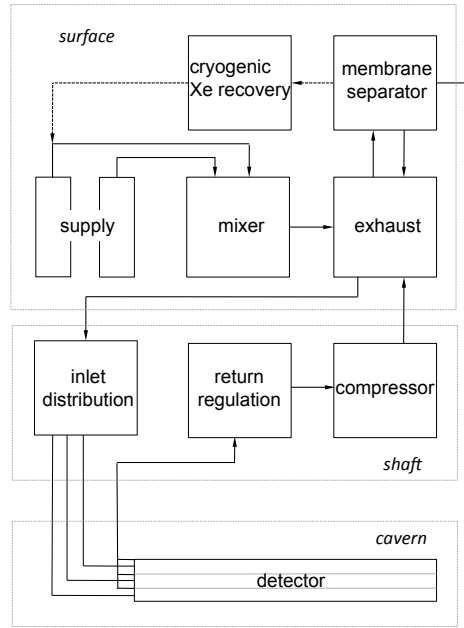 surface
cryogenic
Xe recovery
membrane
separator
supply
mixer
exhaust
inlet
distribution
return
regulation
compressor
shaft
cavern
detector